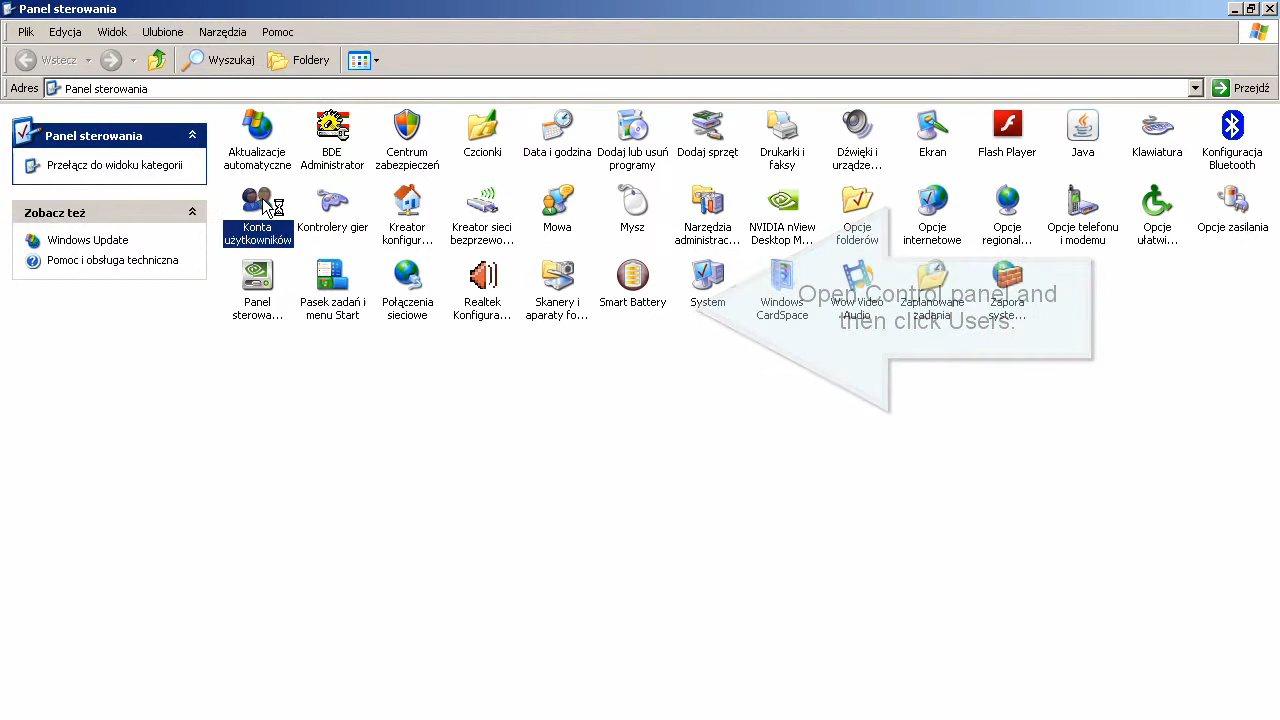 Panel sterowania
Plik Edycja Widok Ulubione Narzędzia Pomoc
Wstecz Wyszukaj Foldery
Adres Panel sterowania Przejdź
Panel sterowania
Przełącz do widoku kategorii
Zobacz też
Windows Update
Pomoc i obsługa techniczna
Aktualizacje
automatyczne
BDE
Administrator
Centrum
zabezpieczeń
Czcionki
Data i godzina
Dodaj lub usuń
programy
Dodaj sprzęt
Drukarki i
faksy
Dźwięki i
urządze...
Ekran
Flash Player
Java
Klawiatura
Konfiguracja
Bluetooth
Konta
użytkowników
Kontrolery gier
Kreator
konfigur...
Kreator sieci
bezprzewo...
Mowa
Mysz
Narzędzia
administrac...
NVIDIA nView
Desktop M...
Opcje
folderów
Opcje
internetowe
Opcje
regional...
Opcje telefonu
i modemu
Opcje
ułatwi...
Opcje zasilania
Panel
sterowa...
Pasek zadań i
menu Start
Połączenia
sieciowe
Realtek
Konfigura...
Skanery i
aparaty fo...
Smart Battery
System
Windows
CardSpace
Wow Video
Audio
Zaplanowane
zadania
Zapora
syste...
Open Control panel and
then click Users.